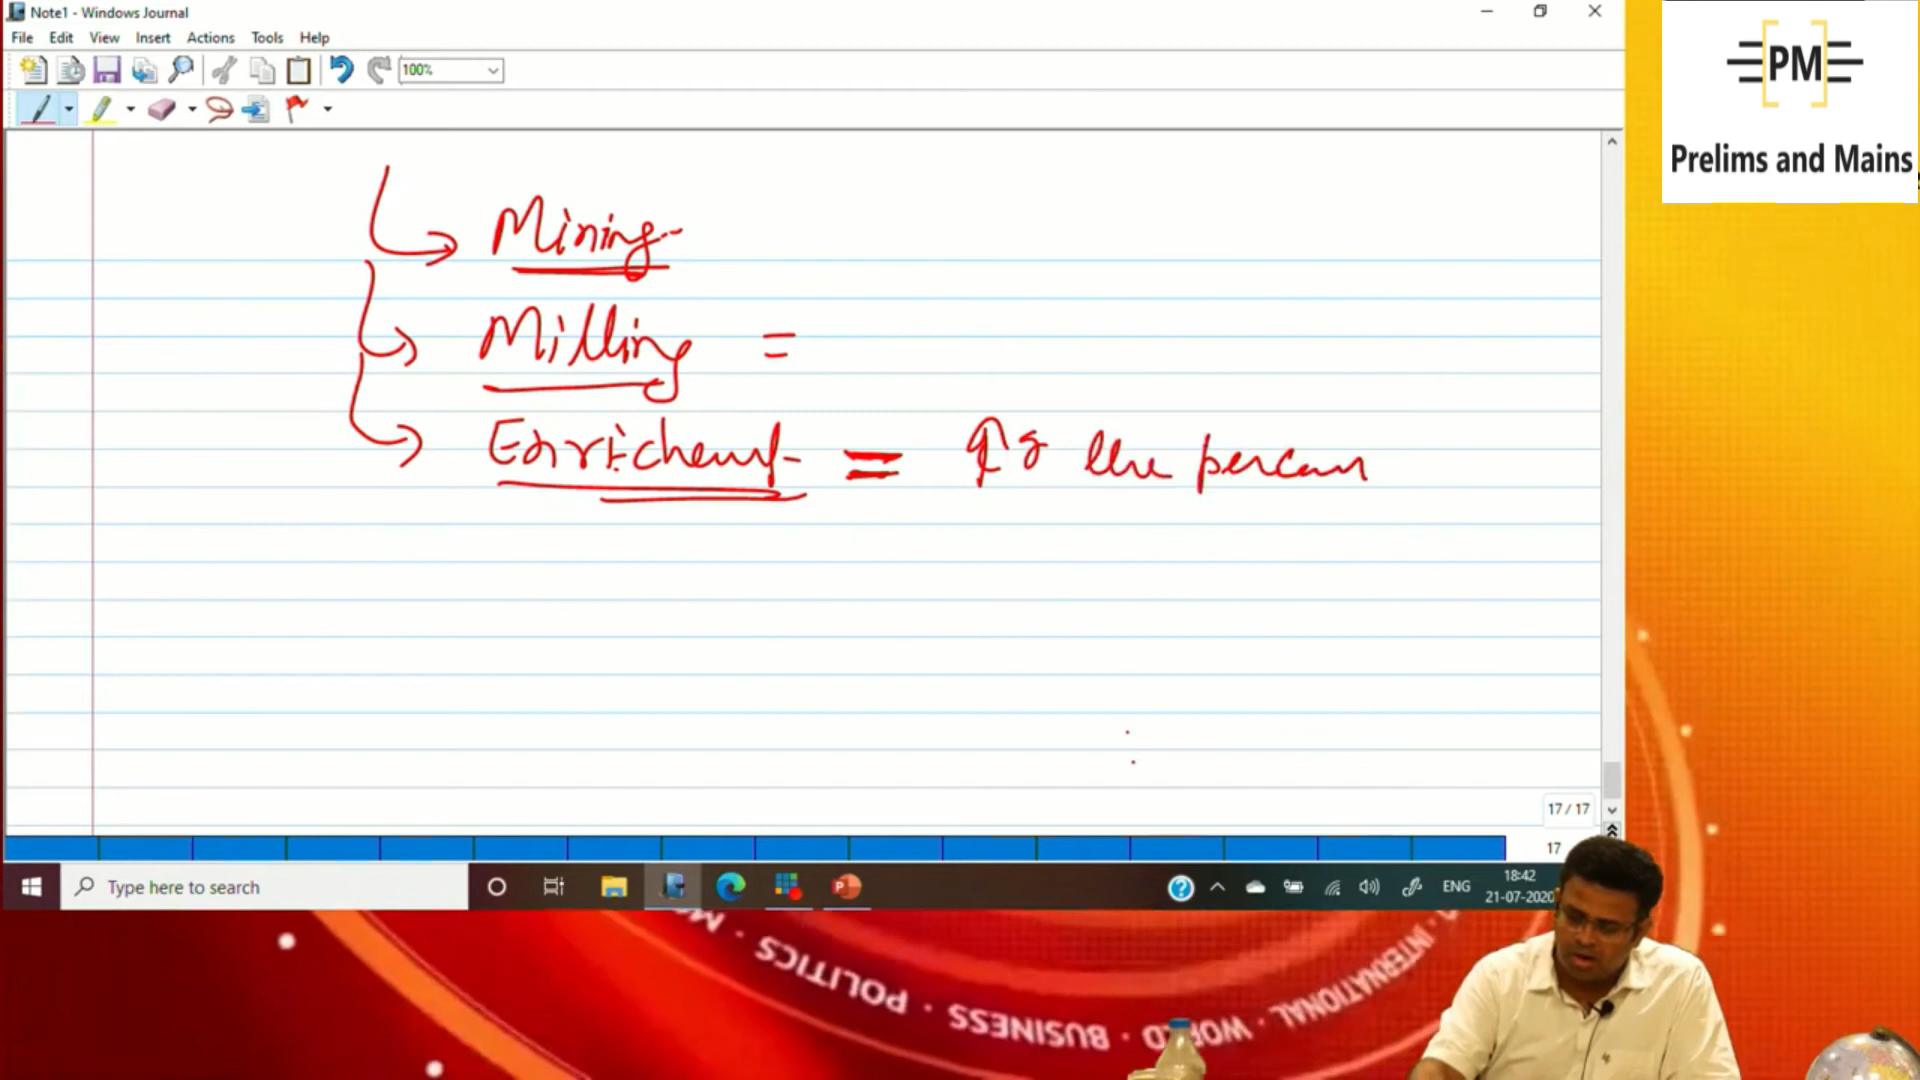 Note1 - Windows Journal
File Edit View Insert Actions Tools Help
100%
PM
Prelims and Mains
Mining
Milling =
Enrichemt = the percen
17 / 17
17
Type here to search
ENG
18:42
21-07-2020
POLITICS · BUSINESS · WORLD · INTERNATIONAL